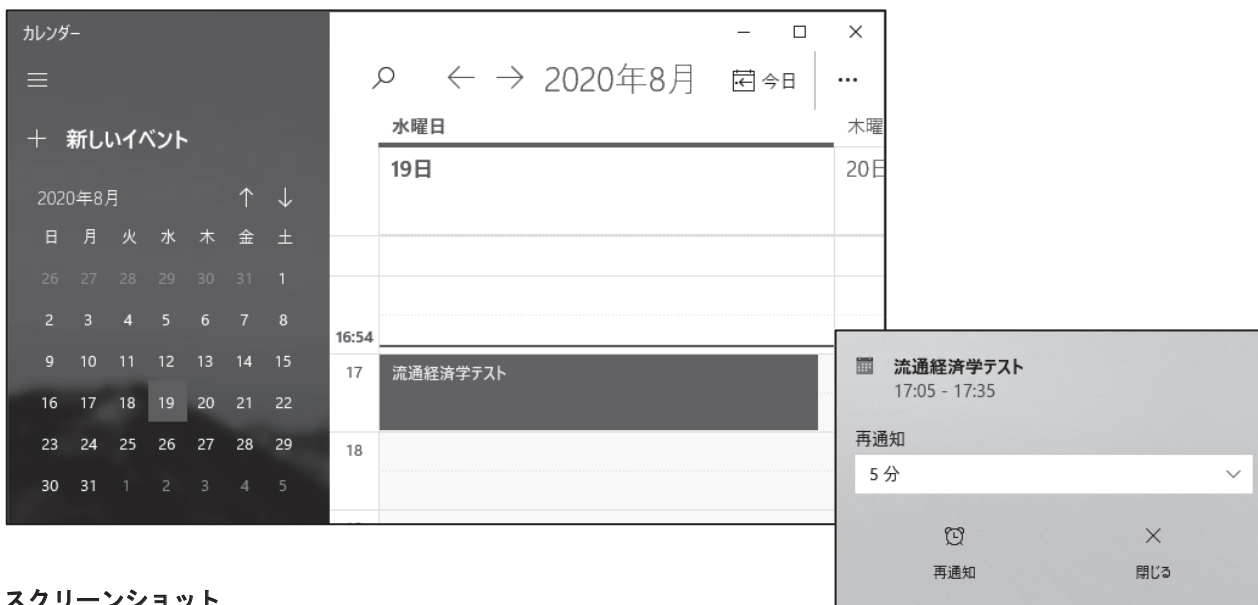 カレンダー
2020年8月 今日 •••
+ 新しいイベント
水曜日
19日
木曜
20日
2020年8月 ↑ ↓
日 月 火 水 木 金 土
26 27 28 29 30 31 1
2 3 4 5 6 7 8
9 10 11 12 13 14 15
16 17 18 19 20 21 22
23 24 25 26 27 28 29
30 31 1 2 3 4 5
16:54
17 流通経済学テスト
18
流通経済学テスト
17:05 - 17:35
再通知
5 分
再通知 閉じる
スクリーンショット